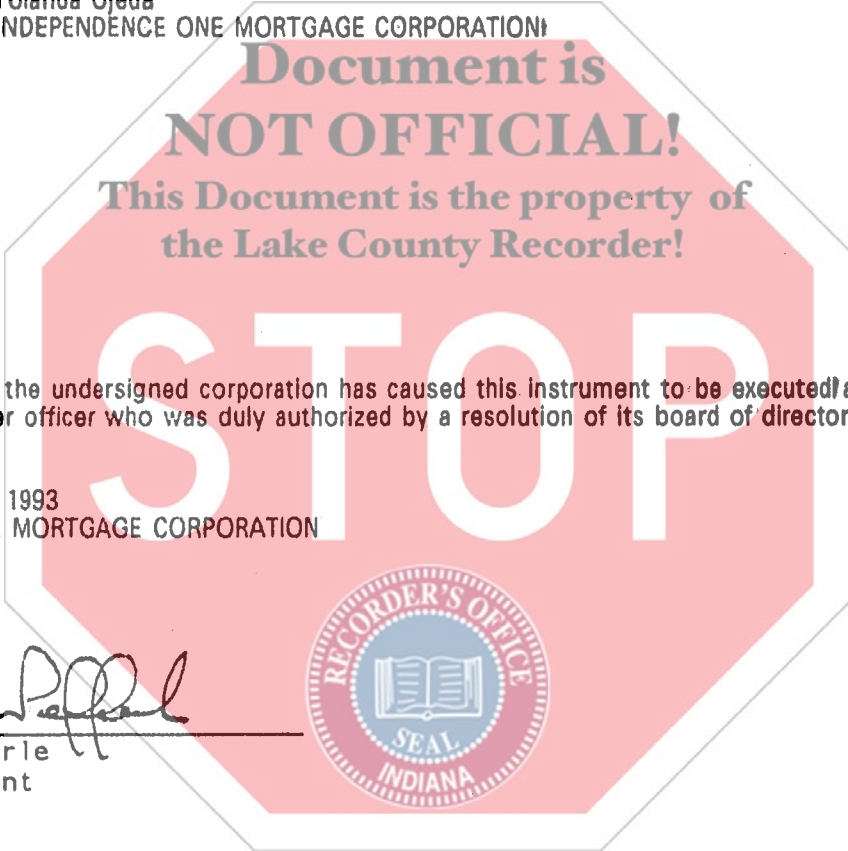 Yolanda Ojeda
NDEPENDENCE ONE MORTGAGE CORPORATION
Document is
NOT OFFICIAL!
This Document is the property of
the Lake County Recorder!
STOP
the undersigned corporation has caused this instrument to be executed a
r officer who was duly authorized by a resolution of its board of director
1993
MORTGAGE CORPORATION
RECORDER'S OFFICE
SEAL
INDIANA
rle
nt